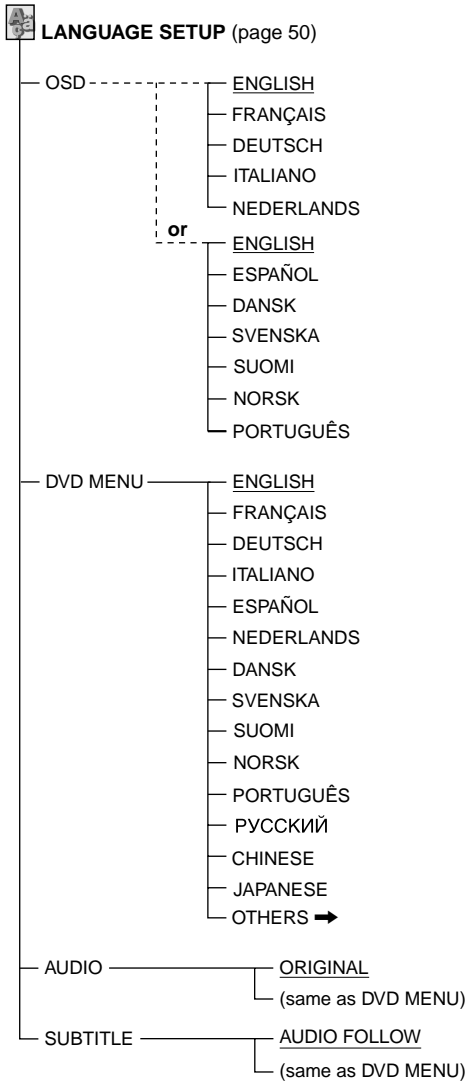 LANGUAGE SETUP (page 50)
OSD
ENGLISH
FRANÇAIS
DEUTSCH
ITALIANO
NEDERLANDS
or
ENGLISH
ESPAÑOL
DANSK
SVENSKA
SUOMI
NORSK
PORTUGUÊS
DVD MENU
ENGLISH
FRANÇAIS
DEUTSCH
ITALIANO
ESPAÑOL
NEDERLANDS
DANSK
SVENSKA
SUOMI
NORSK
PORTUGUÊS
РУССКИЙ
CHINESE
JAPANESE
OTHERS ➡
AUDIO
ORIGINAL
(same as DVD MENU)
SUBTITLE
AUDIO FOLLOW
(same as DVD MENU)